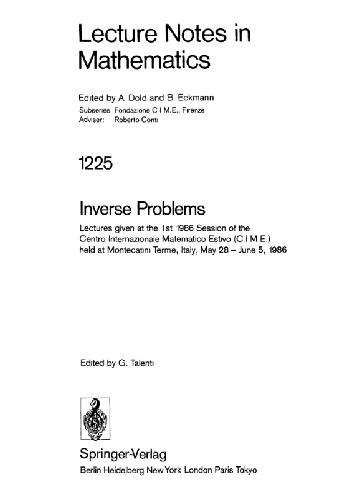 Lecture Notes in
Mathematics
Edited by A. Dold and B. Eckmann
Subseries: Fondazione C.I.M.E., Firenze
Adviser: Roberto Conti
1225
Inverse Problems
Lectures given at the 1st 1986 Session of the
Centro Internazionale Matematico Estivo (C.I.M.E.)
held at Montecatini Terme, Italy, May 28 – June 5, 1986
Edited by G. Talenti
Springer-Verlag
Berlin Heidelberg New York London Paris Tokyo